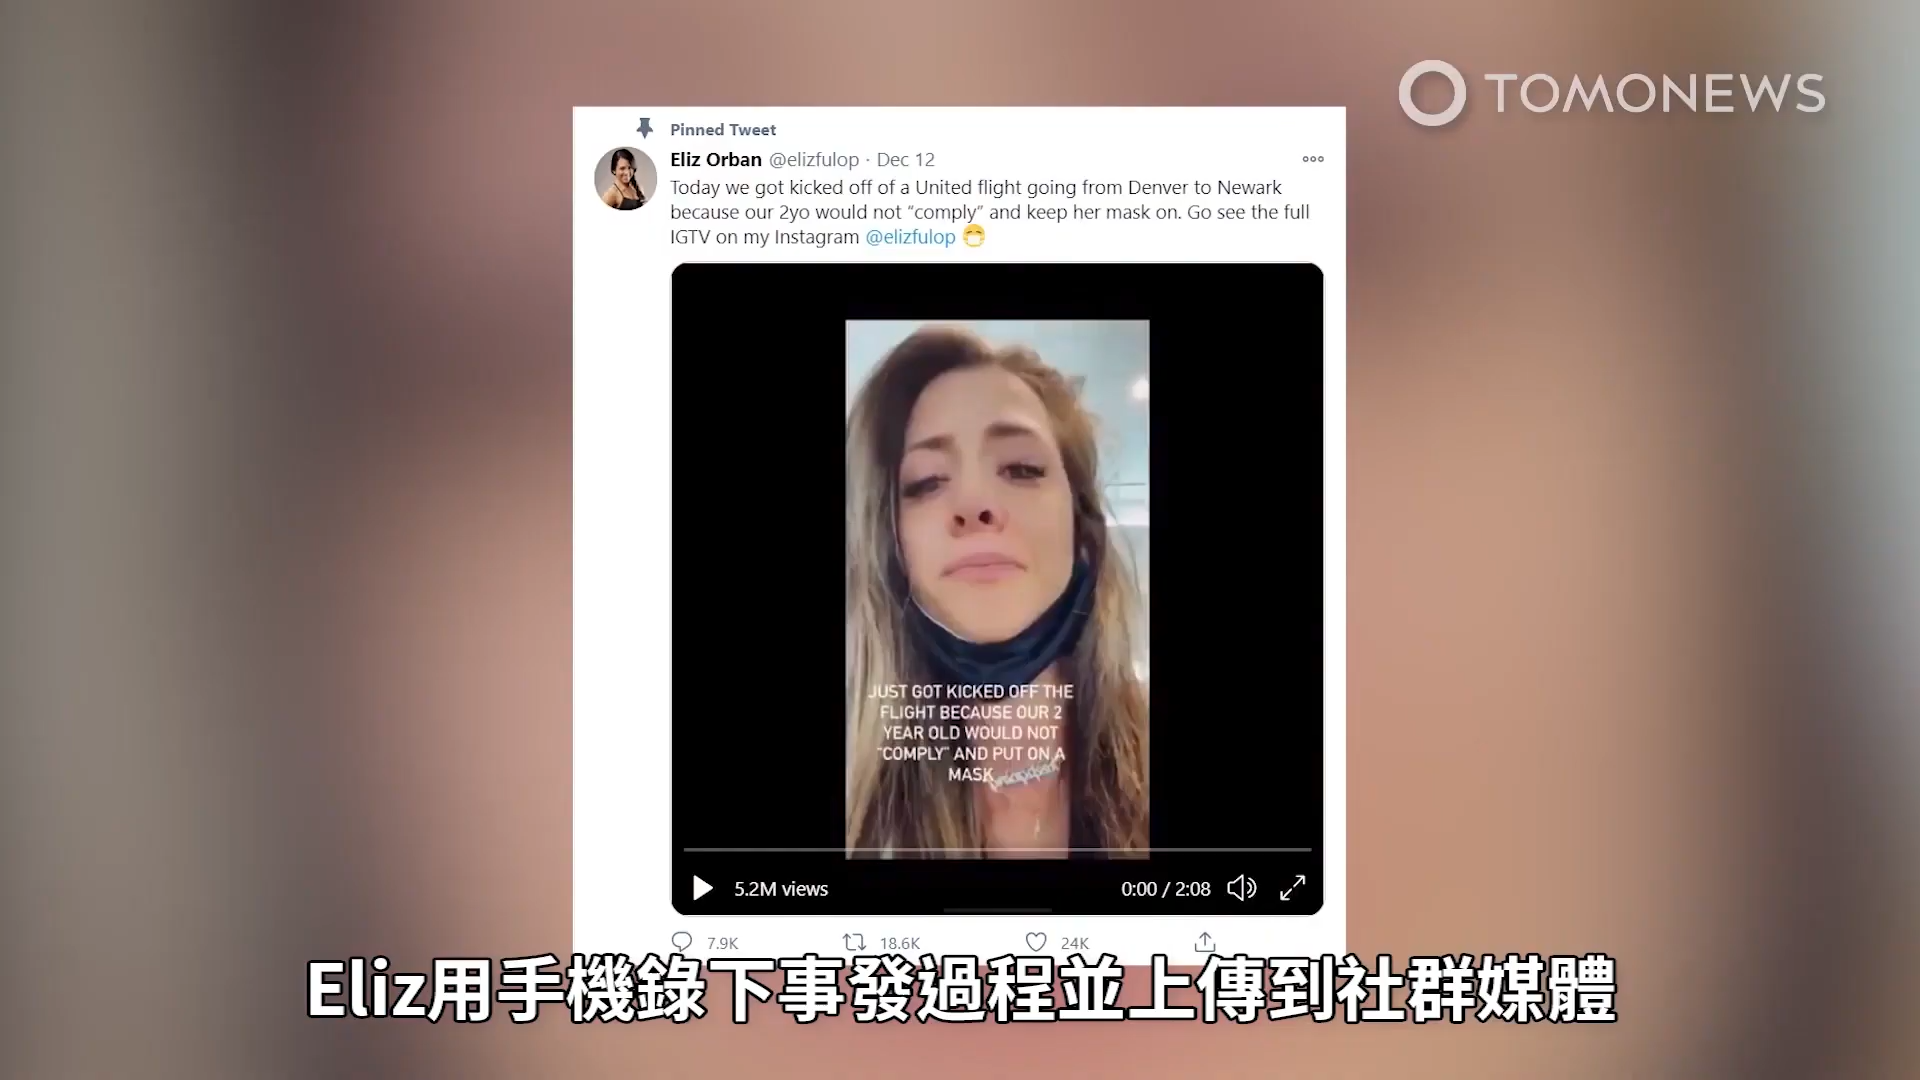 TOMONEWS
Pinned Tweet
Eliz Orban @elizfulop · Dec 12
Today we got kicked off of a United flight going from Denver to Newark
because our 2yo would not “comply” and keep her mask on. Go see the full
IGTV on my Instagram @elizfulop 😷
JUST GOT KICKED OFF THE
FLIGHT BECAUSE OUR 2
YEAR OLD WOULD NOT
“COMPLY” AND PUT ON A
MASK
5.2M views
0:00 / 2:08
7.9K
18.6K
24K
Eliz用手機錄下事發過程並上傳到社群媒體